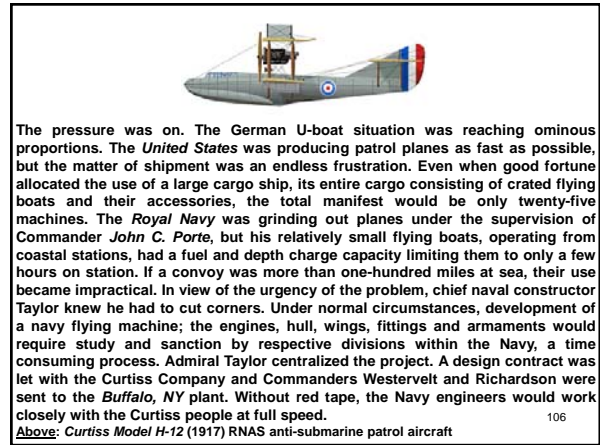 The pressure was on. The German U-boat situation was reaching ominous
proportions. The United States was producing patrol planes as fast as possible,
but the matter of shipment was an endless frustration. Even when good fortune
allocated the use of a large cargo ship, its entire cargo consisting of crated flying
boats and their accessories, the total manifest would be only twenty-five
machines. The Royal Navy was grinding out planes under the supervision of
Commander John C. Porte, but his relatively small flying boats, operating from
coastal stations, had a fuel and depth charge capacity limiting them to only a few
hours on station. If a convoy was more than one-hundred miles at sea, their use
became impractical. In view of the urgency of the problem, chief naval constructor
Taylor knew he had to cut corners. Under normal circumstances, development of
a navy flying machine; the engines, hull, wings, fittings and armaments would
require study and sanction by respective divisions within the Navy, a time
consuming process. Admiral Taylor centralized the project. A design contract was
let with the Curtiss Company and Commanders Westervelt and Richardson were
sent to the Buffalo, NY plant. Without red tape, the Navy engineers would work
closely with the Curtiss people at full speed.
106
Above: Curtiss Model H-12 (1917) RNAS anti-submarine patrol aircraft